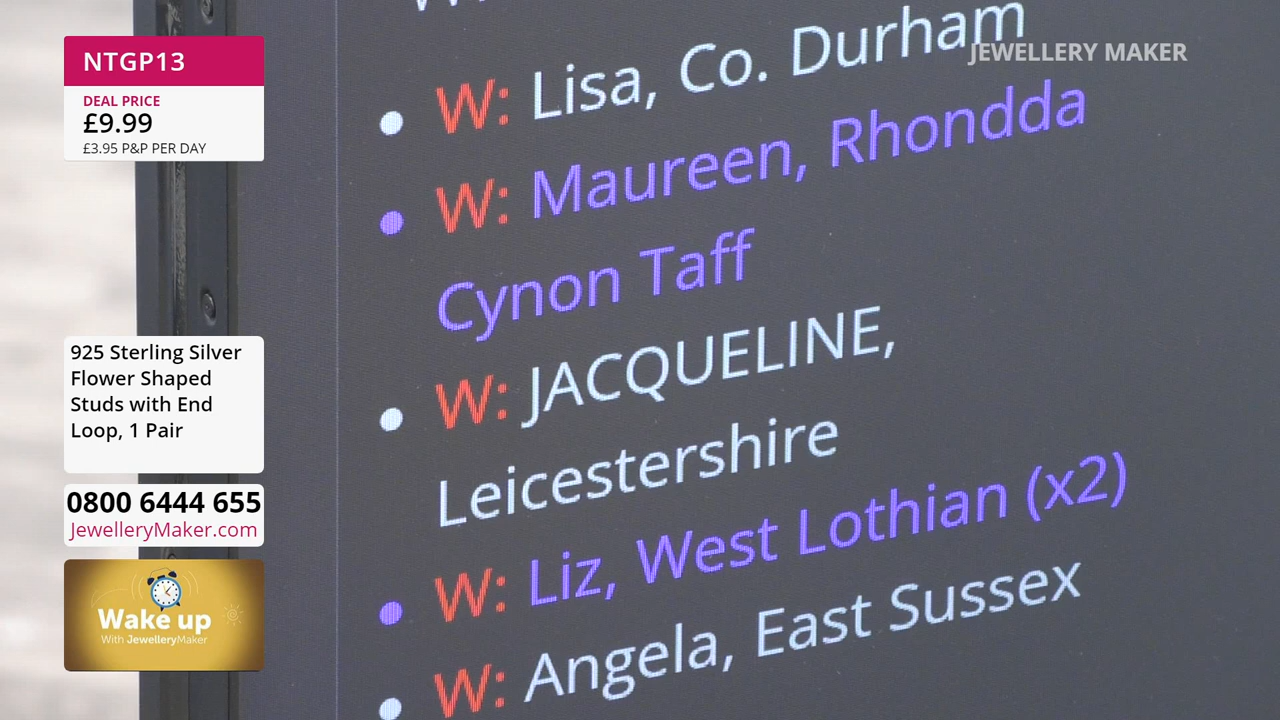 NTGP13
DEAL PRICE
£9.99
£3.95 P&P PER DAY
925 Sterling Silver
Flower Shaped
Studs with End
Loop, 1 Pair
0800 6444 655
JewelleryMaker.com
Wake up
With JewelleryMaker
JEWELLERY MAKER
W: Lisa, Co. Durham
W: Maureen, Rhondda
Cynon Taff
W: JACQUELINE,
Leicestershire
W: Liz, West Lothian (x2)
W: Angela, East Sussex